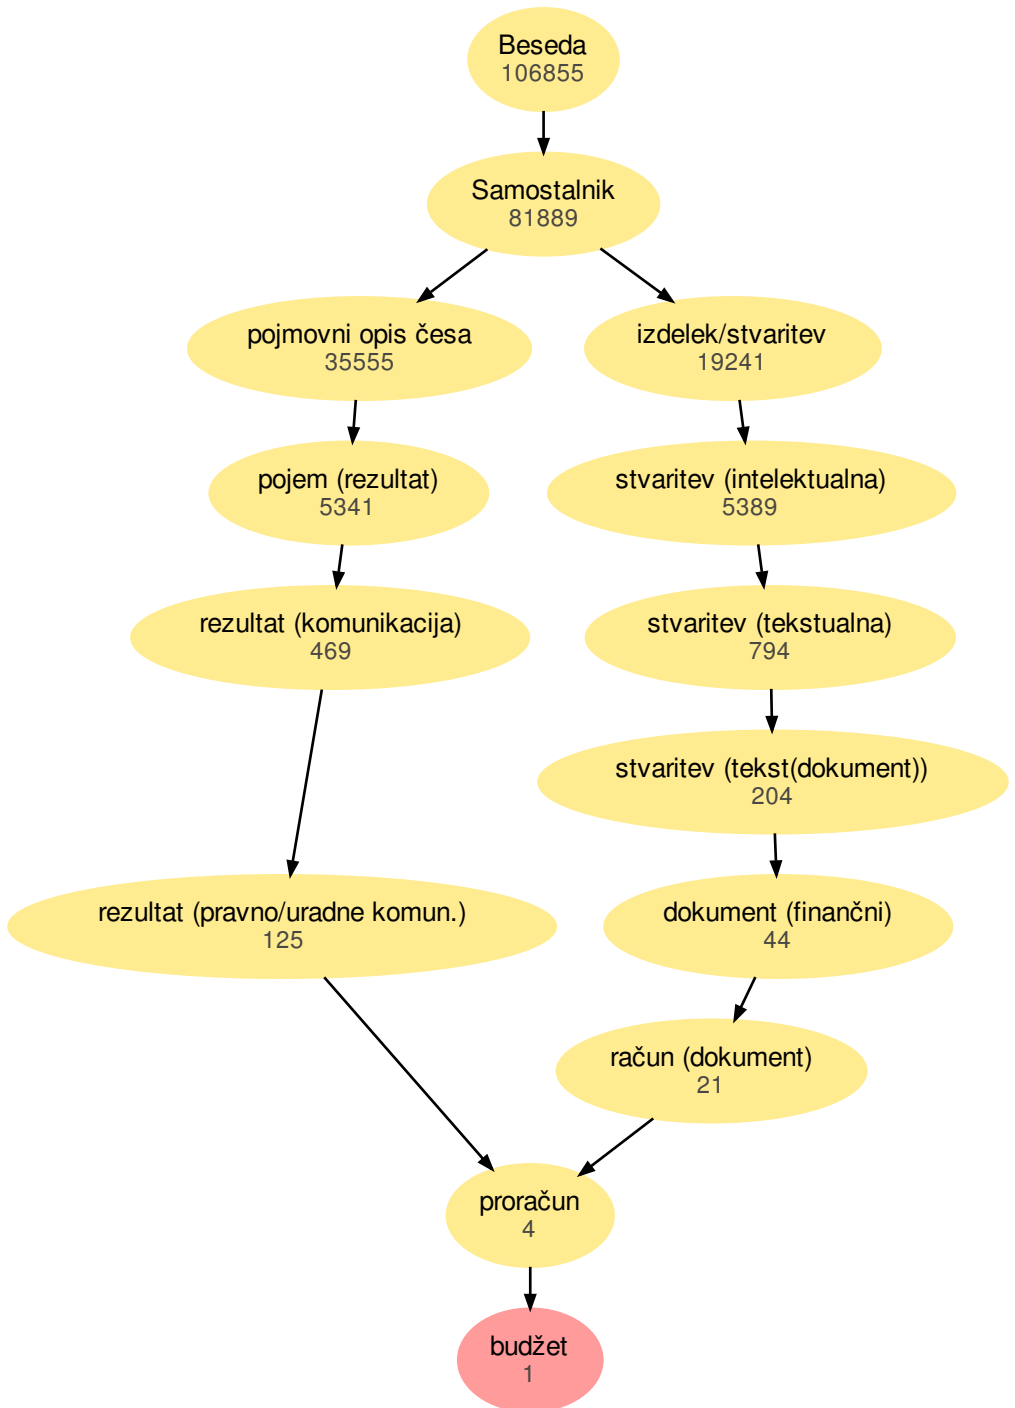 Beseda
106855
Samostalnik
81889
pojmovni opis česa
35555
izdelek/stvaritev
19241
pojem (rezultat)
5341
stvaritev (intelektualna)
5389
rezultat (komunikacija)
469
stvaritev (tekstualna)
794
stvaritev (tekst(dokument))
204
rezultat (pravno/uradne komun.)
125
dokument (finančni)
44
račun (dokument)
21
proračun
4
budžet
1